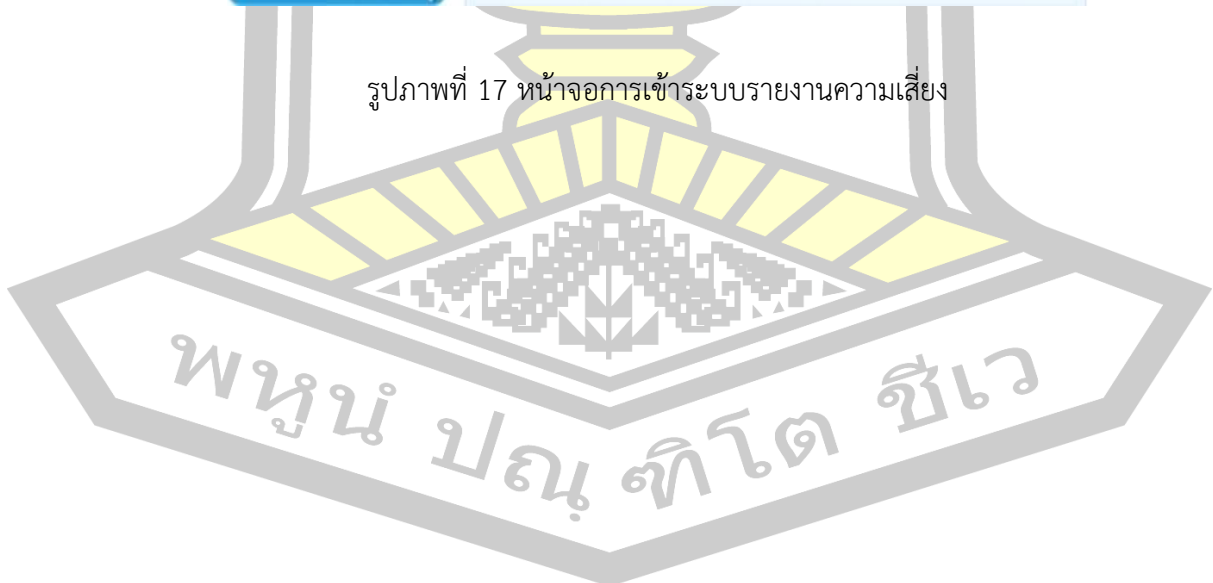 รูปภาพที่ 17 หน้าจอการเข้าระบบรายงานความเสี่ยง
พหูนํ ปณฺฑิโต ชีเว